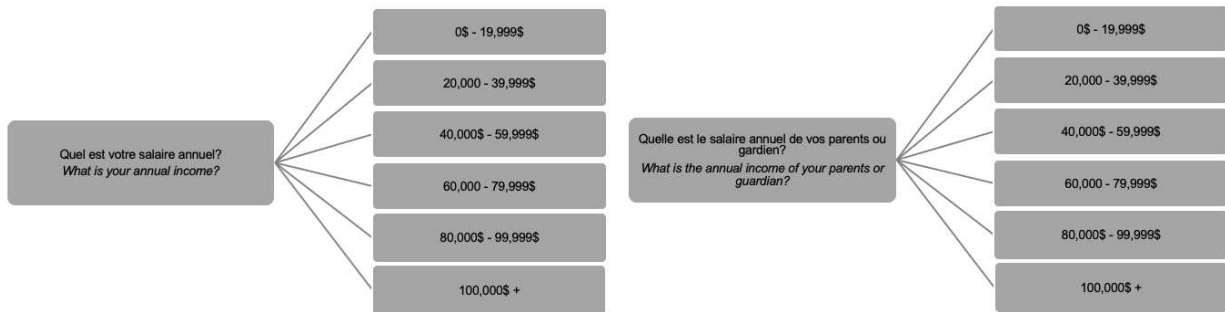 Quel est votre salaire annuel?
What is your annual income?
0$ - 19,999$
20,000 - 39,999$
40,000$ - 59,999$
60,000 - 79,999$
80,000$ - 99,999$
100,000$ +
Quelle est le salaire annuel de vos parents ou
gardien?
What is the annual income of your parents or
guardian?
0$ - 19,999$
20,000 - 39,999$
40,000$ - 59,999$
60,000 - 79,999$
80,000$ - 99,999$
100,000$ +